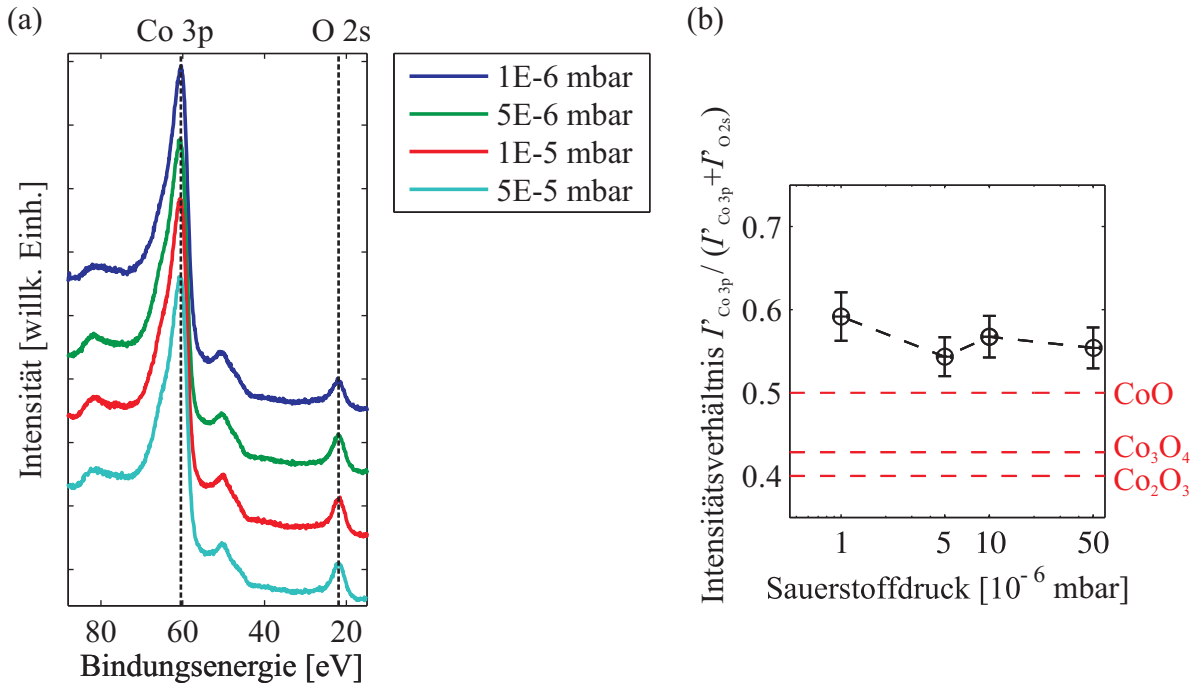 (a)
Co 3p
O 2s
1E-6 mbar
5E-6 mbar
1E-5 mbar
5E-5 mbar
Intensität [willk. Einh.]
80
60
40
20
Bindungsenergie [eV]
(b)
Intensitätsverhältnis I'Co 3p / (I'Co 3p+I'O 2s)
0.7
0.6
0.5
0.4
CoO
Co₃O₄
Co₂O₃
1
5
10
50
Sauerstoffdruck [10⁻⁶ mbar]